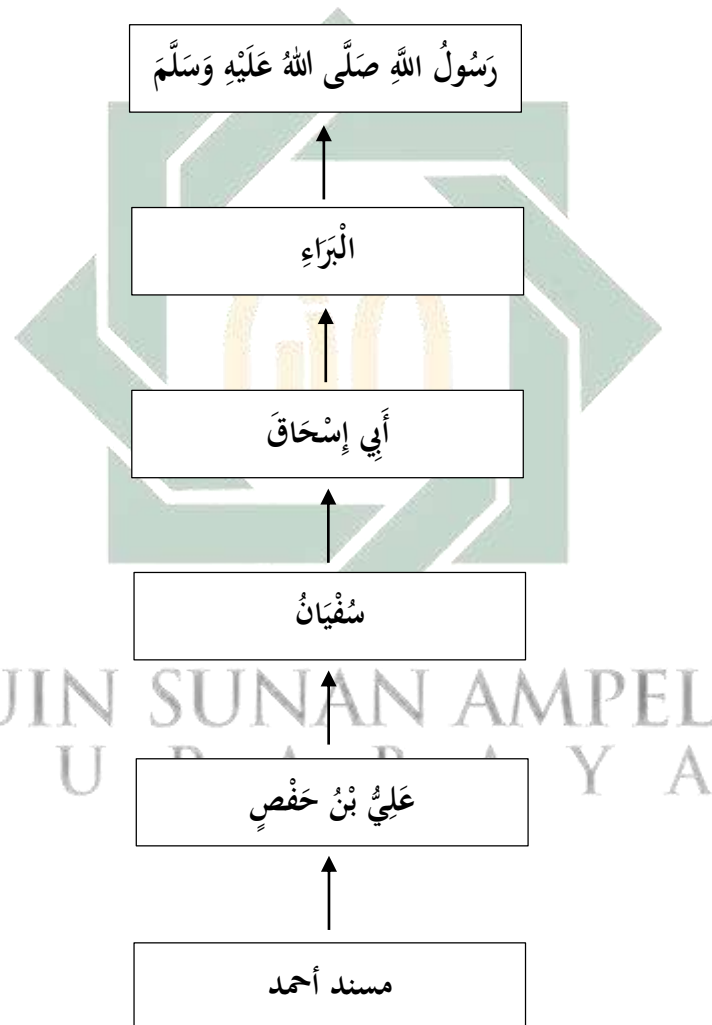 رَسُولُ اللَّهِ صَلَّى اللهُ عَلَيْهِ وَسَلَّمَ
الْبَرَاءِ
أَبِي إِسْحَاقَ
سُفْيَانُ
UIN SUNAN AMPEL
S U R A B A Y A
عَلِيُّ بْنُ حَفْصٍ
مسند أحمد